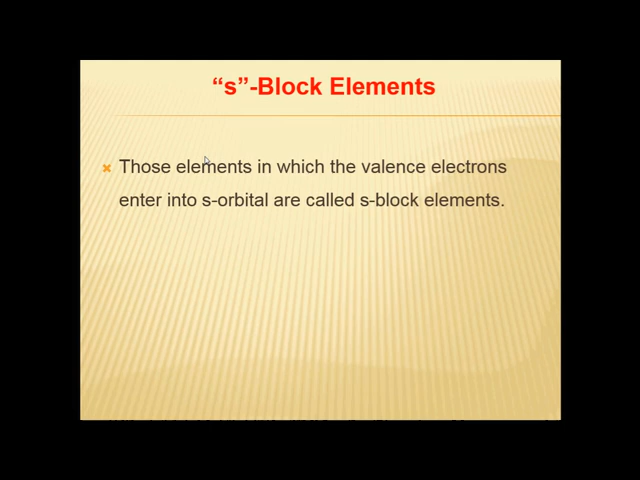 “s”-Block Elements
Those elements in which the valence electrons
enter into s-orbital are called s-block elements.